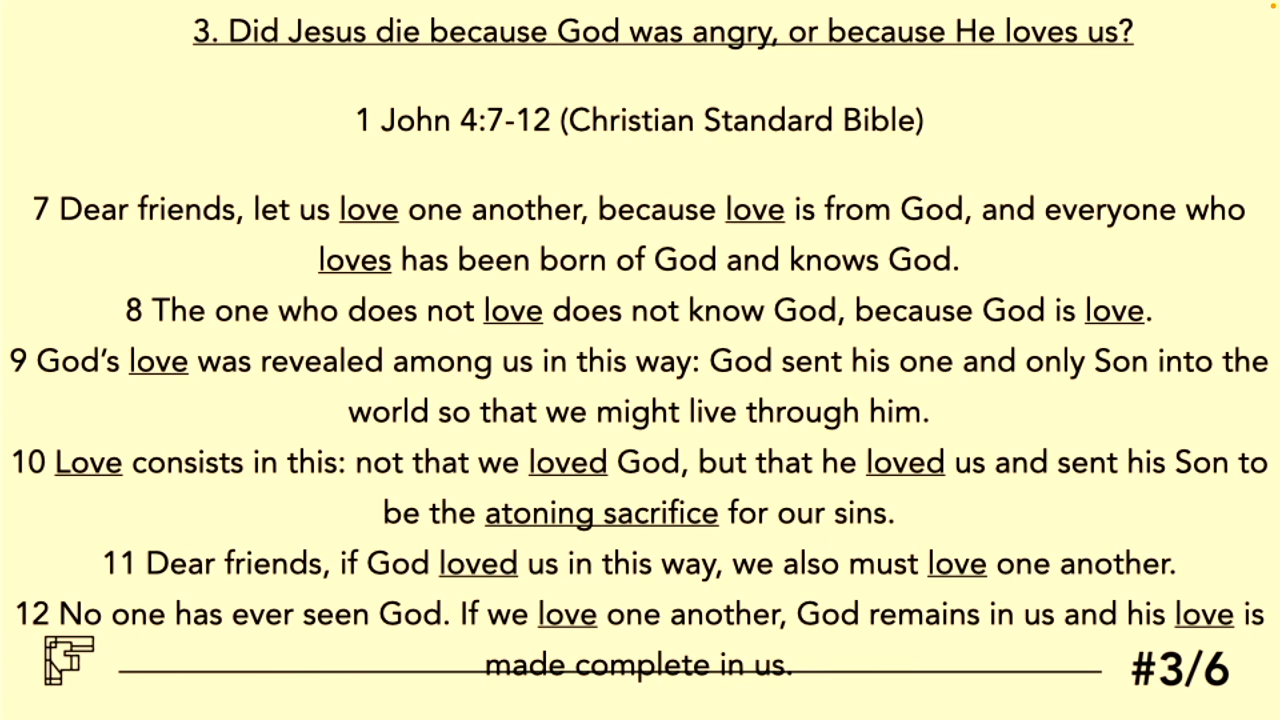 3. Did Jesus die because God was angry, or because He loves us?
1 John 4:7-12 (Christian Standard Bible)
7 Dear friends, let us love one another, because love is from God, and everyone who
loves has been born of God and knows God.
8 The one who does not love does not know God, because God is love.
9 God’s love was revealed among us in this way: God sent his one and only Son into the
world so that we might live through him.
10 Love consists in this: not that we loved God, but that he loved us and sent his Son to
be the atoning sacrifice for our sins.
11 Dear friends, if God loved us in this way, we also must love one another.
12 No one has ever seen God. If we love one another, God remains in us and his love is
made complete in us.
#3/6